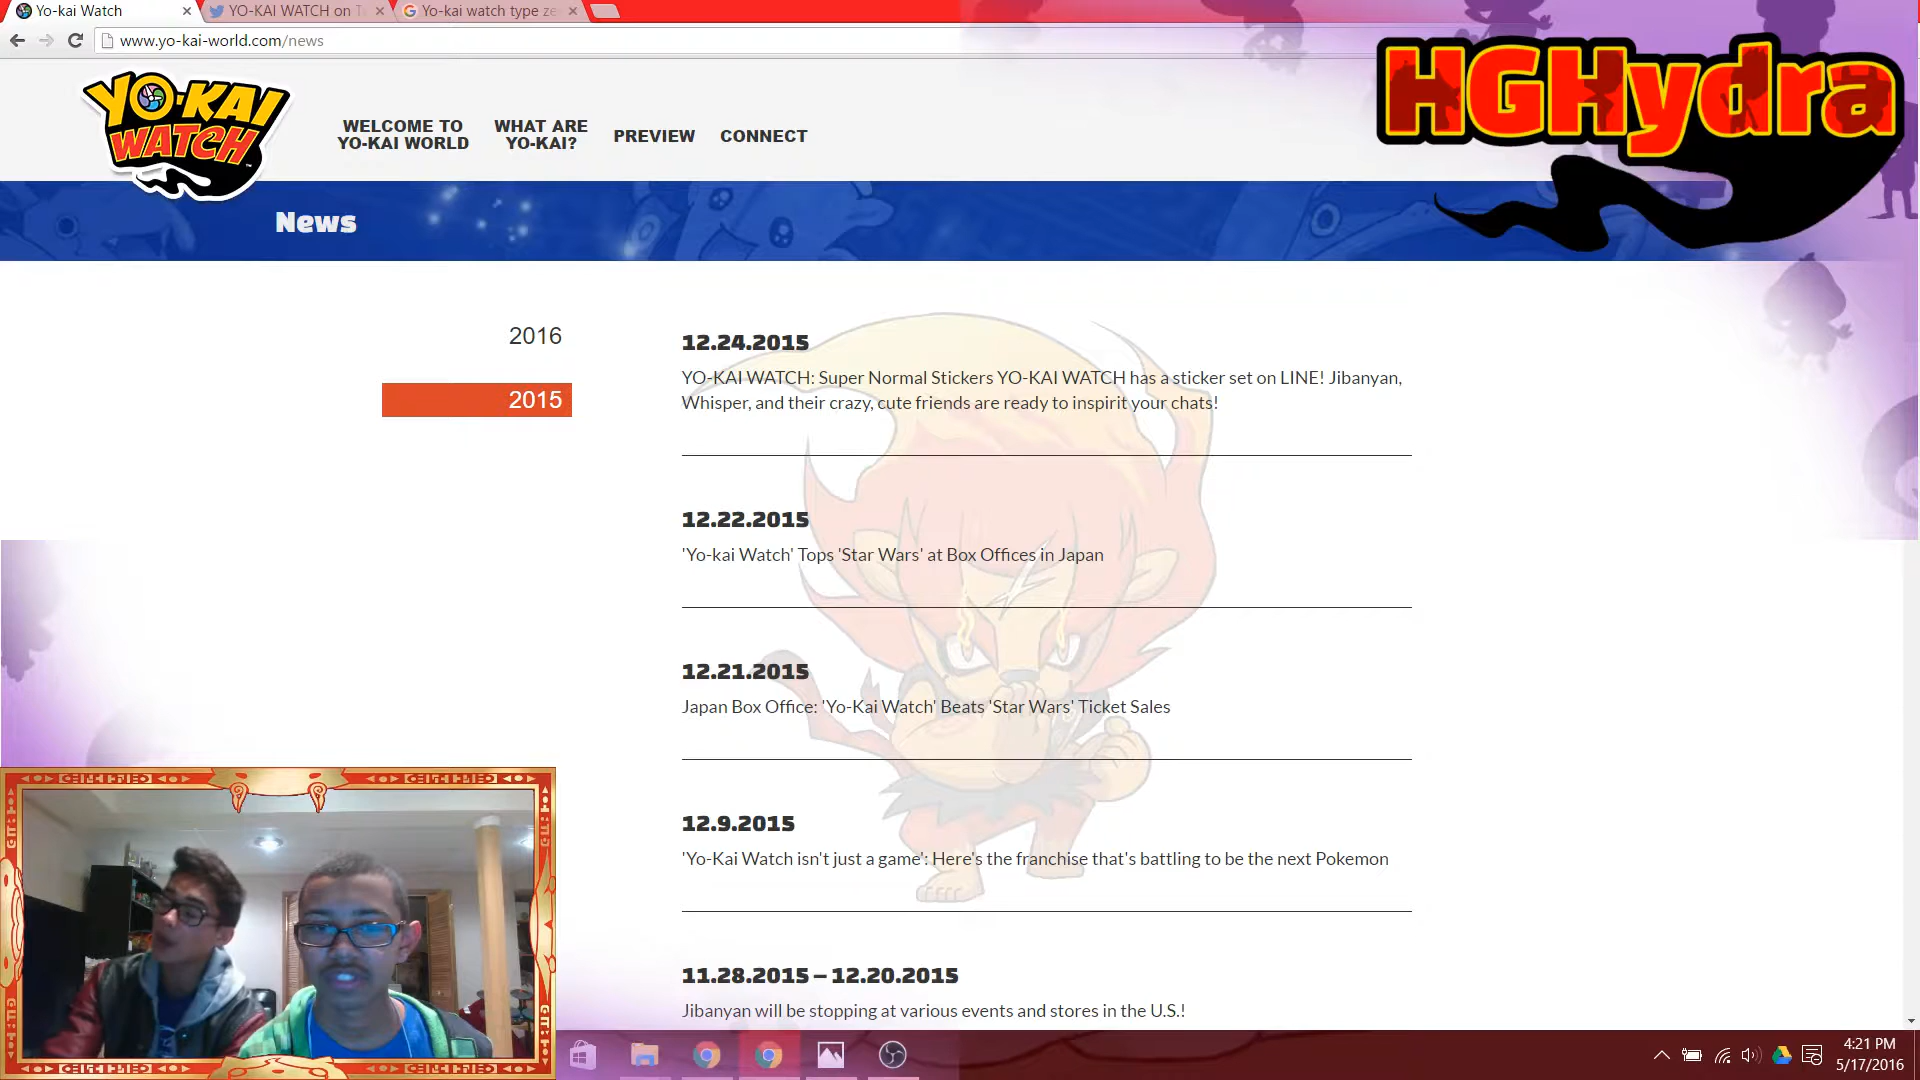 Yo-kai Watch
YO-KAI WATCH on T
Yo-kai watch type ze
www.yo-kai-world.com/news
YO-KAI
WATCH
WELCOME TO
YO-KAI WORLD
WHAT ARE
YO-KAI?
PREVIEW
CONNECT
HGHydra
News
2016
2015
12.24.2015
YO-KAI WATCH: Super Normal Stickers YO-KAI WATCH has a sticker set on LINE! Jibanyan,
Whisper, and their crazy, cute friends are ready to inspirit your chats!
12.22.2015
'Yo-kai Watch' Tops 'Star Wars' at Box Offices in Japan
12.21.2015
Japan Box Office: 'Yo-Kai Watch' Beats 'Star Wars' Ticket Sales
12.9.2015
'Yo-Kai Watch isn't just a game': Here's the franchise that's battling to be the next Pokemon
11.28.2015 – 12.20.2015
Jibanyan will be stopping at various events and stores in the U.S.!
4:21 PM
5/17/2016